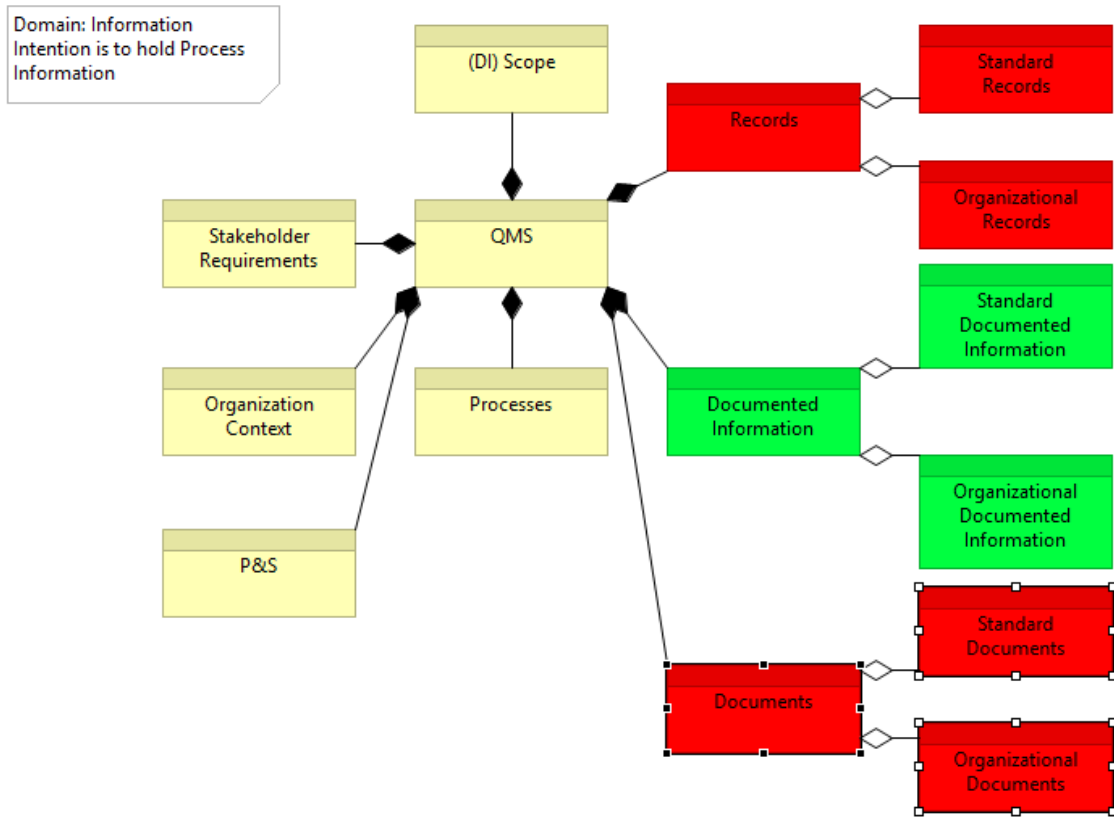 Domain: Information
Intention is to hold Process
Information
(DI) Scope
Standard
Records
Records
Organizational
Records
Stakeholder
Requirements
QMS
Standard
Documented
Information
Organization
Context
Processes
Documented
Information
Organizational
Documented
Information
P&S
Standard
Documents
Documents
Organizational
Documents